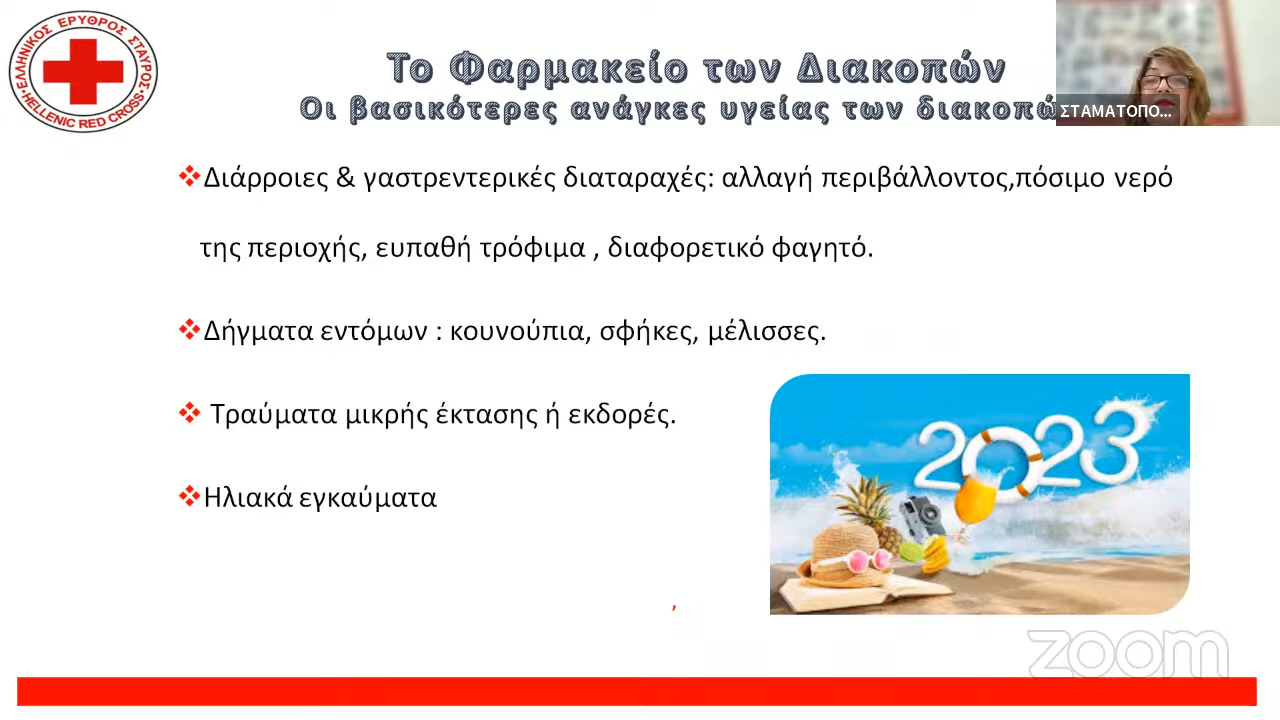 ΕΛΛΗΝΙΚΟΣ ΕΡΥΘΡΟΣ ΣΤΑΥΡΟΣ
HELLENIC RED CROSS
Το Φαρμακείο των Διακοπών
Οι βασικότερες ανάγκες υγείας των διακοπώ
ΣΤΑΜΑΤΟΠΟ...
Διάρροιες & γαστρεντερικές διαταραχές: αλλαγή περιβάλλοντος,πόσιμο νερό
της περιοχής, ευπαθή τρόφιμα , διαφορετικό φαγητό.
Δήγματα εντόμων : κουνούπια, σφήκες, μέλισσες.
Τραύματα μικρής έκτασης ή εκδορές.
Ηλιακά εγκαύματα
2023
,
zoom